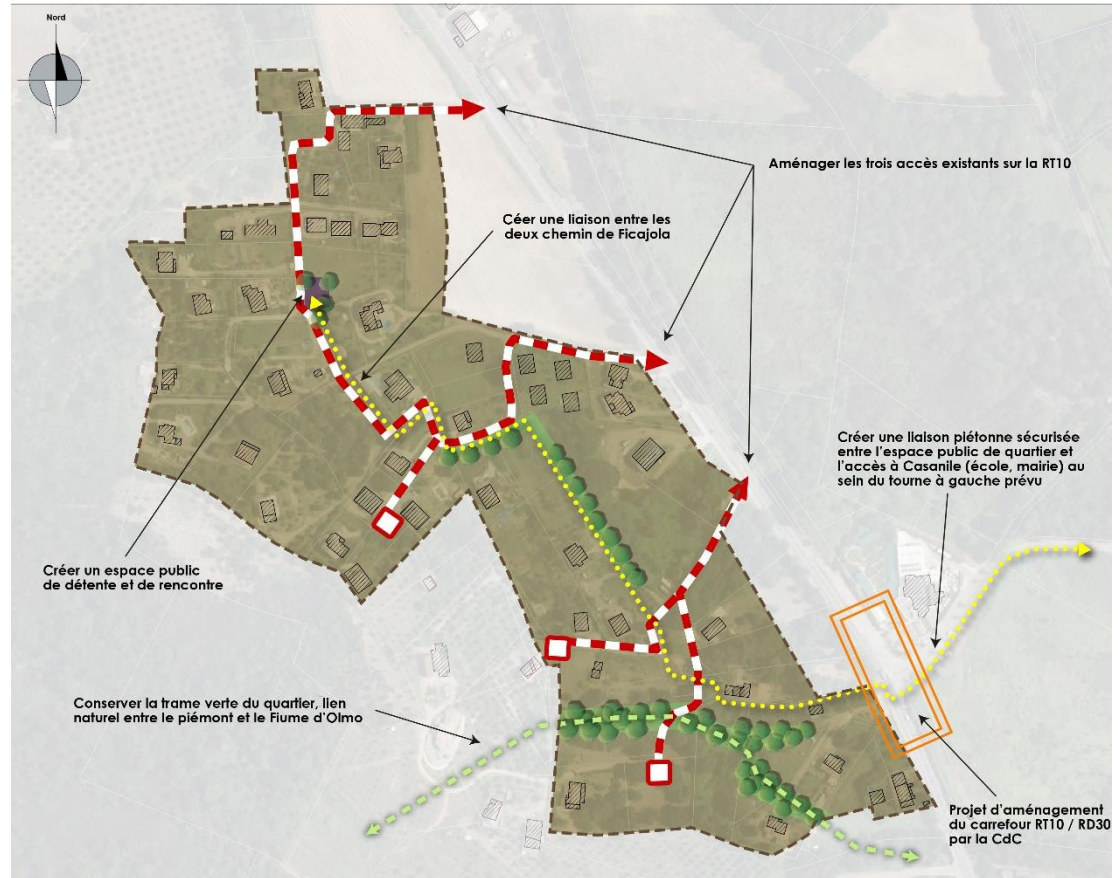 Nord
Aménager les trois accès existants sur la RT10
Céer une liaison entre les
deux chemin de Ficajola
Créer une liaison piétonne sécurisée
entre l'espace public de quartier et
l'accès à Casanile (école, mairie) au
sein du tourne à gauche prévu
Créer un espace public
de détente et de rencontre
Conserver la trame verte du quartier, lien
naturel entre le piémont et le Fiume d'Olmo
Projet d'aménagement
du carrefour RT10 / RD30
par la CdC